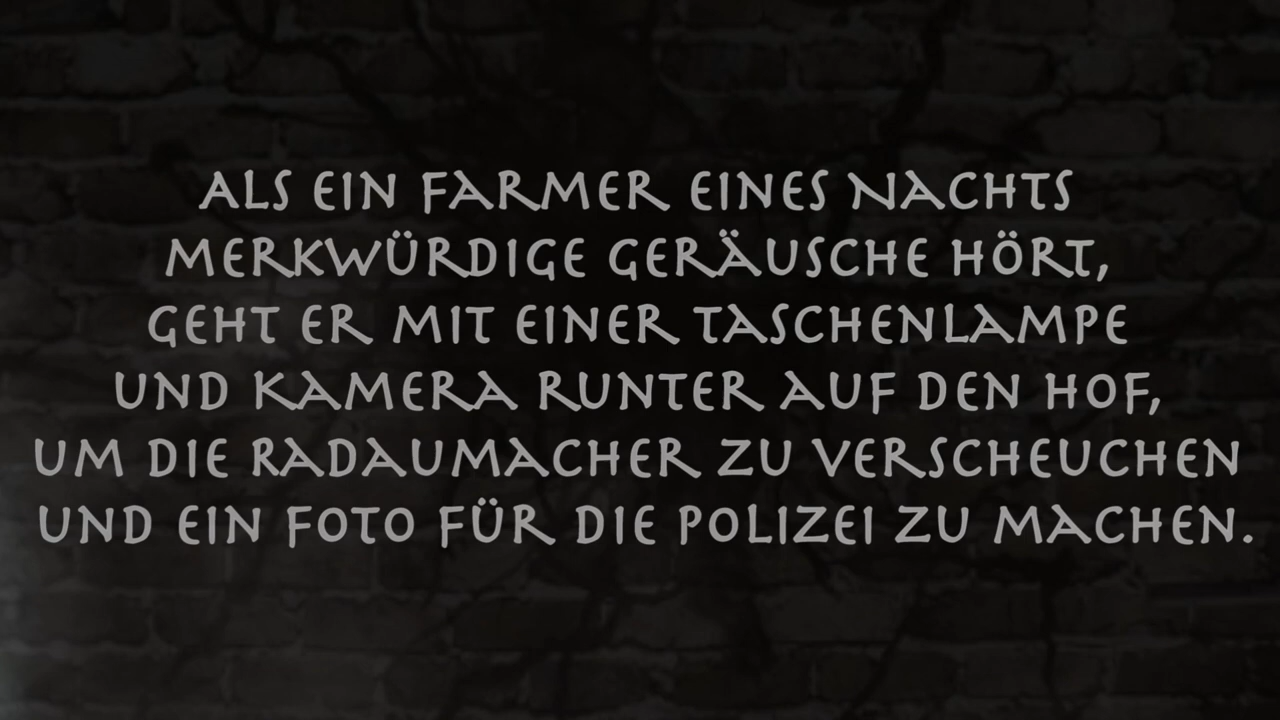 ALS EIN FARMER EINES NACHTS
MERKWÜRDIGE GERÄUSCHE HÖRT,
GEHT ER MIT EINER TASCHENLAMPE
UND KAMERA RUNTER AUF DEN HOF,
UM DIE RADAUMACHER ZU VERSCHEUCHEN
UND EIN FOTO FÜR DIE POLIZEI ZU MACHEN.